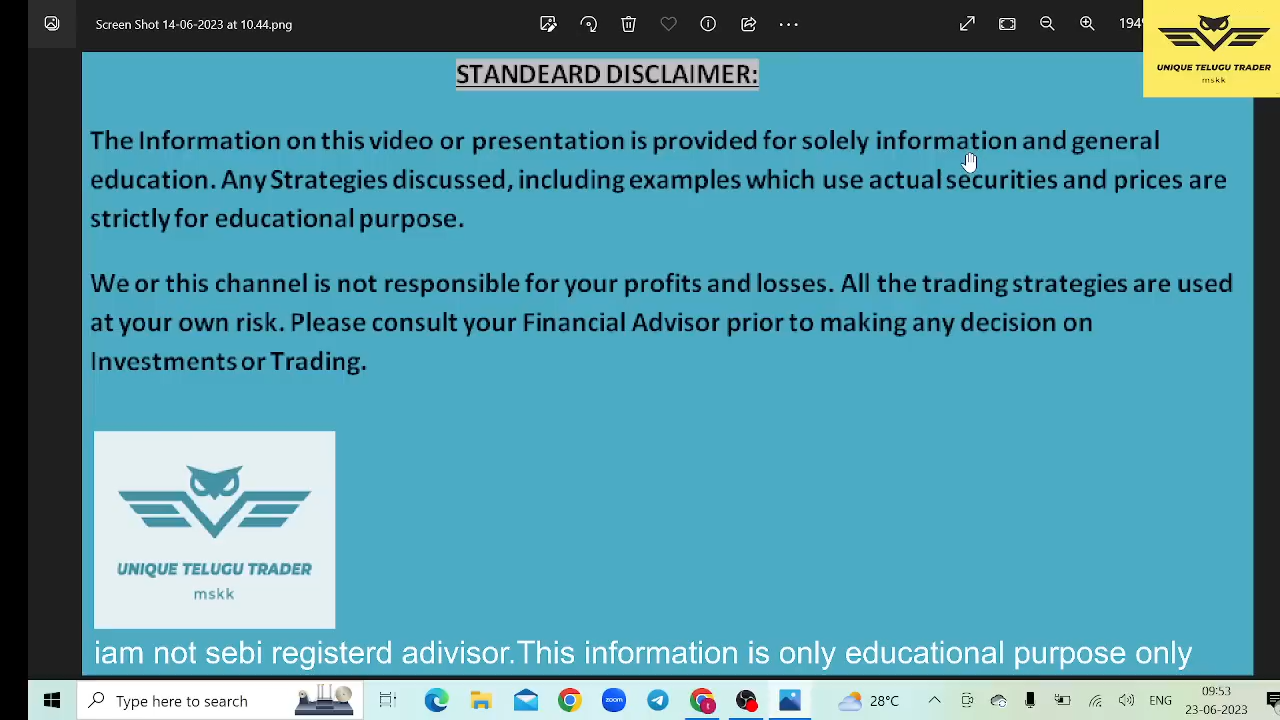 Screen Shot 14-06-2023 at 10.44.png
194
UNIQUE TELUGU TRADER
mskk
STANDEARD DISCLAIMER:
The Information on this video or presentation is provided for solely information and general
education. Any Strategies discussed, including examples which use actual securities and prices are
strictly for educational purpose.
We or this channel is not responsible for your profits and losses. All the trading strategies are used
at your own risk. Please consult your Financial Advisor prior to making any decision on
Investments or Trading.
UNIQUE TELUGU TRADER
mskk
iam not sebi registerd adivisor.This information is only educational purpose only
Type here to search
zoom
t
28°C
ENG
09:53
23-06-2023